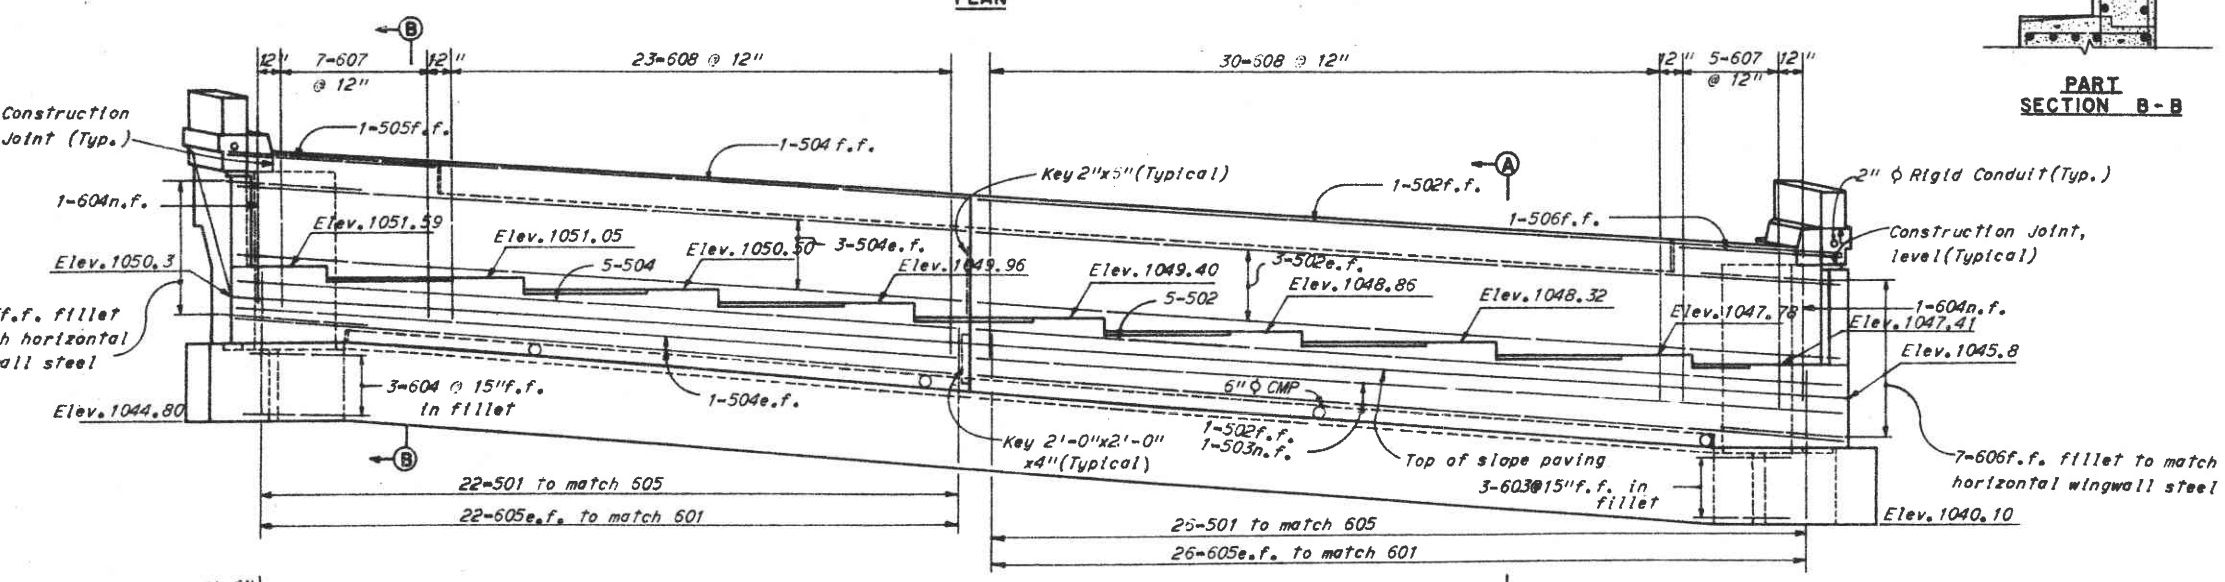 PLAN
B
12"
7-607
@ 12"
12"
23-608 @ 12"
30-608 @ 12"
12"
5-607
@ 12"
12"
PART
SECTION B-B
Construction
Joint (Typ.)
1-505f.f.
1-504 f.f.
Key 2"x6"(Typical)
A
1-502f.f.
2" ϕ Rigid Conduit(Typ.)
1-604n.f.
1-506f.f.
Elev.1051.59
Elev.1051.05
Elev.1050.50
3-504e.f.
Construction Joint,
level(Typical)
Elev.1050.3
5-504
Elev.1049.96
Elev.1049.40
3-502e.f.
5-502
Elev.1048.86
Elev.1048.32
1-604n.f.
f.f. fillet
horizontal
wall steel
Elev.1047.78
Elev.1047.41
Elev.1045.8
3-604 @ 15"f.f.
in fillet
1-504e.f.
6" ϕ CMP
Elev.1044.80
1-502f.f.
1-503n.f.
Key 2'-0"x2'-0"
x4"(Typical)
Top of slope paving
B
7-606f.f. fillet to match
horizontal wingwall steel
22-501 to match 605
3-603@15"f.f. in
fillet
22-605e.f. to match 601
26-501 to match 605
Elev.1040.10
26-605e.f. to match 601